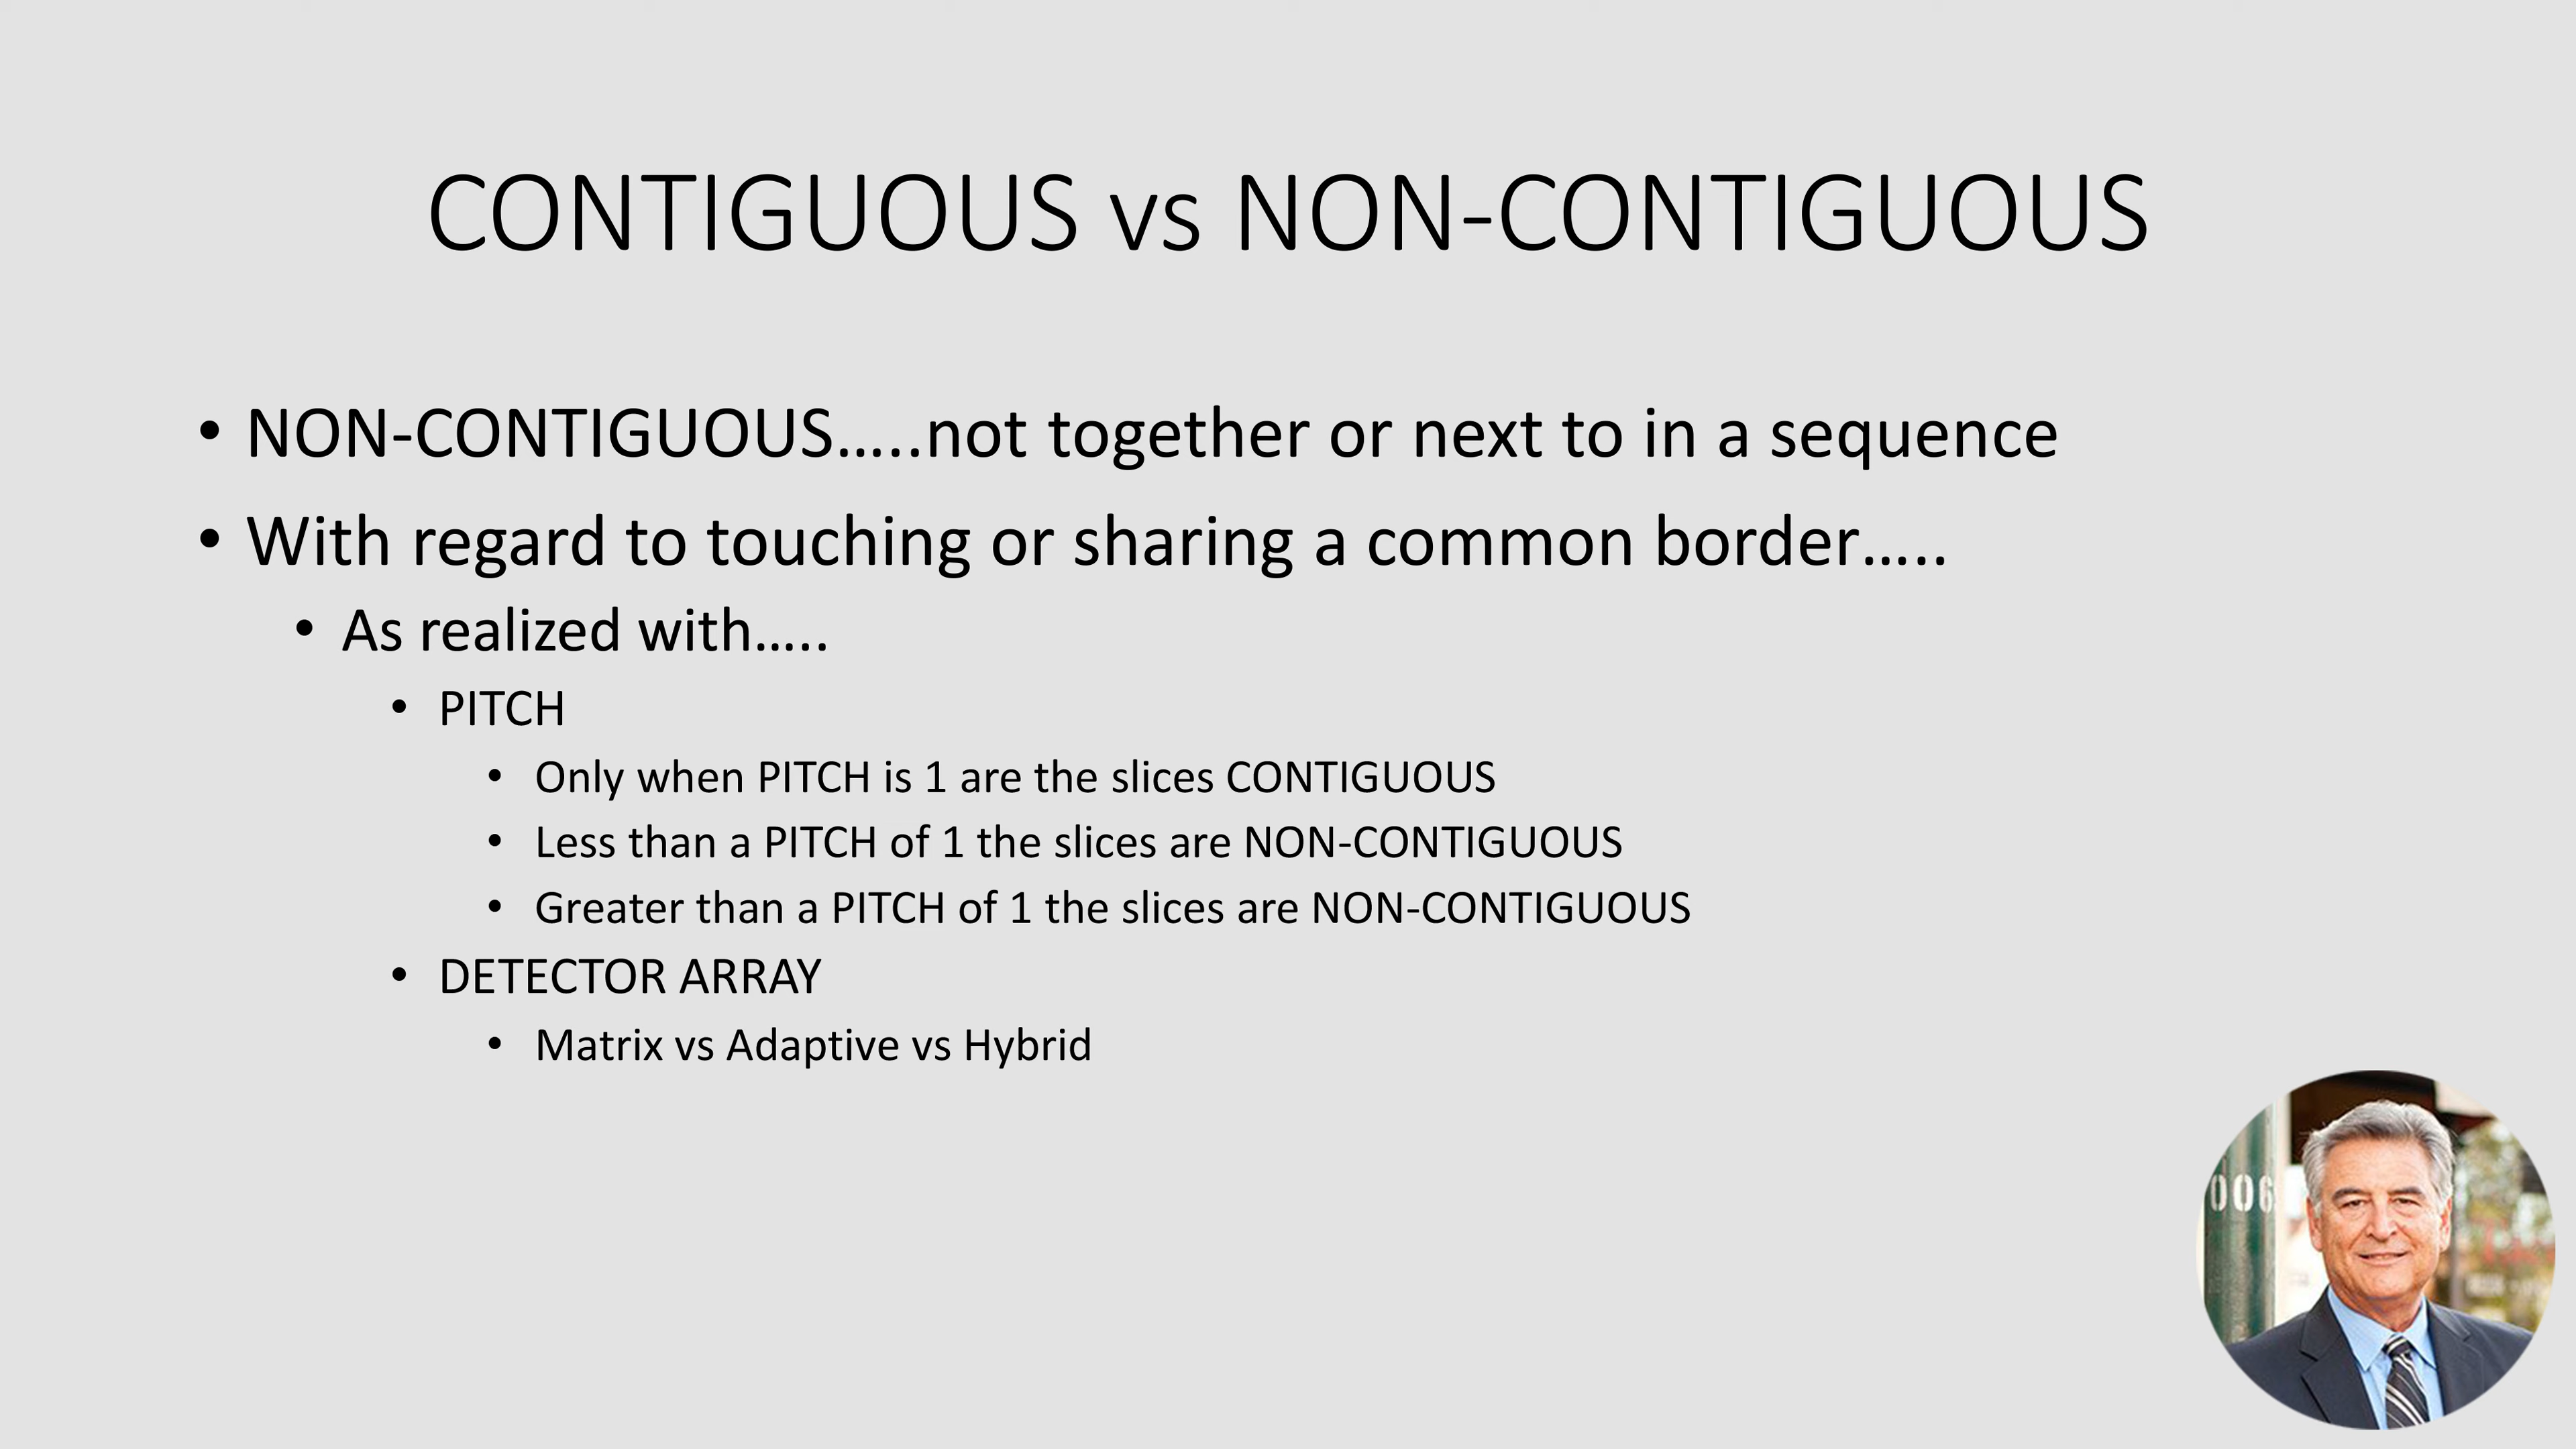 CONTIGUOUS vs NON-CONTIGUOUS
• NON-CONTIGUOUS…..not together or next to in a sequence
• With regard to touching or sharing a common border…..
• As realized with…..
• PITCH
• Only when PITCH is 1 are the slices CONTIGUOUS
• Less than a PITCH of 1 the slices are NON-CONTIGUOUS
• Greater than a PITCH of 1 the slices are NON-CONTIGUOUS
• DETECTOR ARRAY
• Matrix vs Adaptive vs Hybrid
006